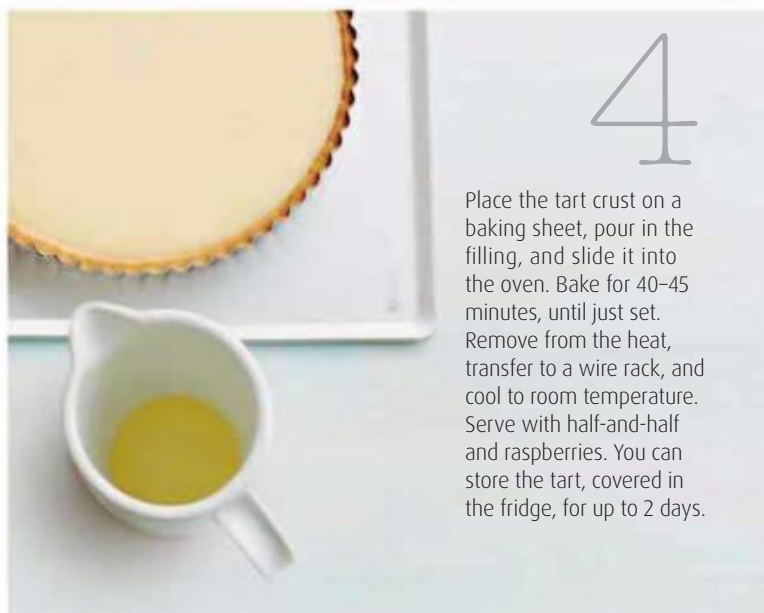 4
Place the tart crust on a
baking sheet, pour in the
filling, and slide it into
the oven. Bake for 40–45
minutes, until just set.
Remove from the heat,
transfer to a wire rack, and
cool to room temperature.
Serve with half-and-half
and raspberries. You can
store the tart, covered in
the fridge, for up to 2 days.